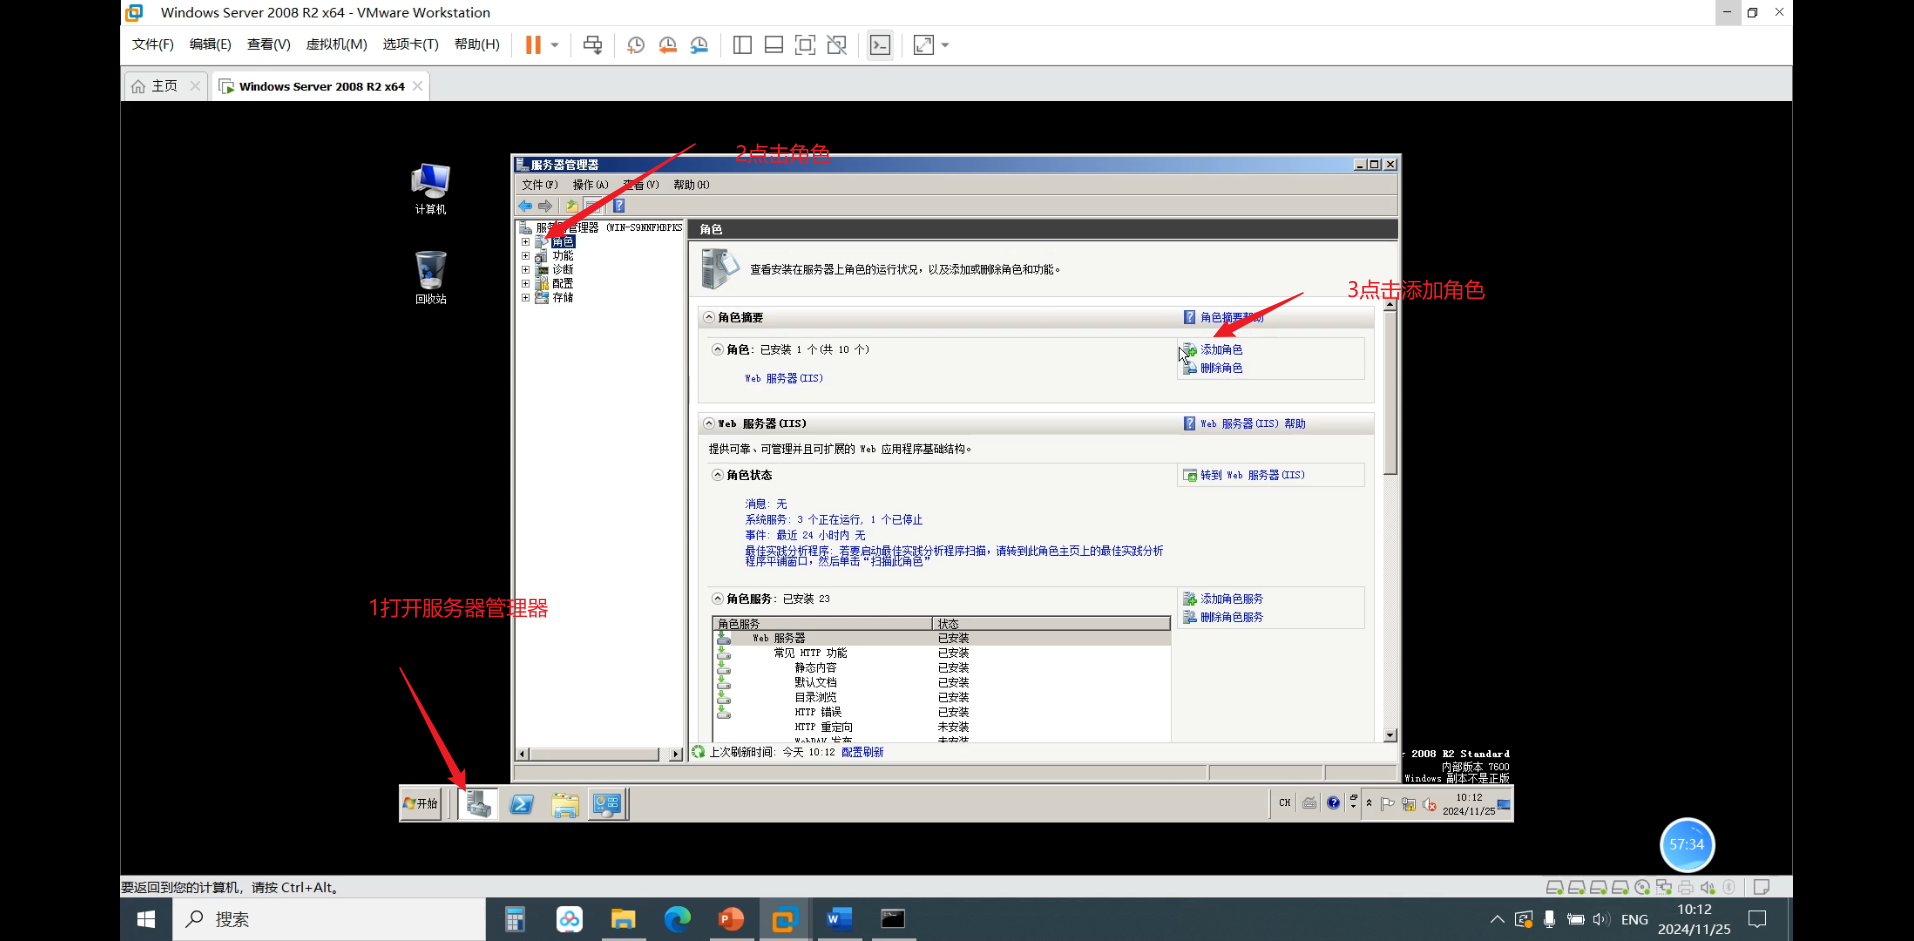 Windows Server 2008 R2 x64 - VMware Workstation
文件(F) 编辑(E) 查看(V) 虚拟机(M) 选项卡(T) 帮助(H)
主页 Windows Server 2008 R2 x64
计算机
回收站
2点击角色
服务器管理器
文件(F) 操作(A) 查看(V) 帮助(H)
服务器管理器 (WIN-S9NNFHBPKS
角色
功能
诊断
配置
存储
角色
查看安装在服务器上角色的运行状况，以及添加或删除角色和功能。
3点击添加角色
角色摘要 角色摘要帮助
角色: 已安装 1 个(共 10 个) 添加角色
删除角色
Web 服务器(IIS)
Web 服务器(IIS) Web 服务器(IIS) 帮助
提供可靠、可管理并且可扩展的 Web 应用程序基础结构。
角色状态 转到 Web 服务器(IIS)
消息: 无
系统服务: 3 个正在运行, 1 个已停止
事件: 最近 24 小时内 无
最佳实践分析程序: 若要启动最佳实践分析程序扫描，请转到此角色主页上的最佳实践分析
程序平铺窗口，然后单击“扫描此角色”
1打开服务器管理器
角色服务: 已安装 23 添加角色服务
删除角色服务
角色服务 状态
Web 服务器 已安装
常见 HTTP 功能 已安装
静态内容 已安装
默认文档 已安装
目录浏览 已安装
HTTP 错误 已安装
HTTP 重定向 未安装
WebDAV 发布 未安装
上次刷新时间: 今天 10:12 配置刷新
2008 R2 Standard
内部版本 7600
Windows 副本不是正版
开始 CH 10:12
2024/11/25
57:34
要返回到您的计算机，请按 Ctrl+Alt。
搜索 ENG 10:12
2024/11/25